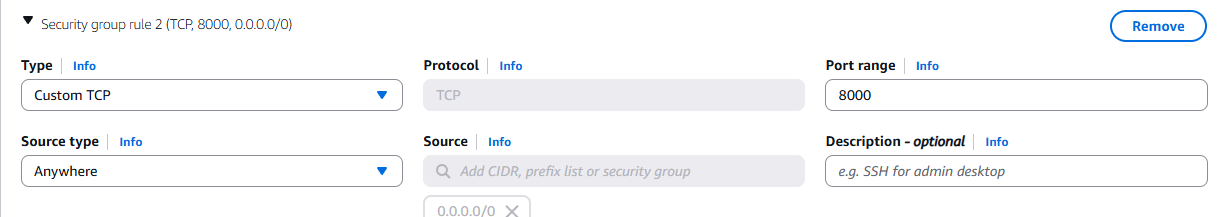 Security group rule 2 (TCP, 8000, 0.0.0.0/0)
Remove
Type Info
Protocol Info
Port range Info
Custom TCP
TCP
8000
Source type Info
Source Info
Description - optional Info
Anywhere
Add CIDR, prefix list or security group
e.g. SSH for admin desktop
0.0.0.0/0